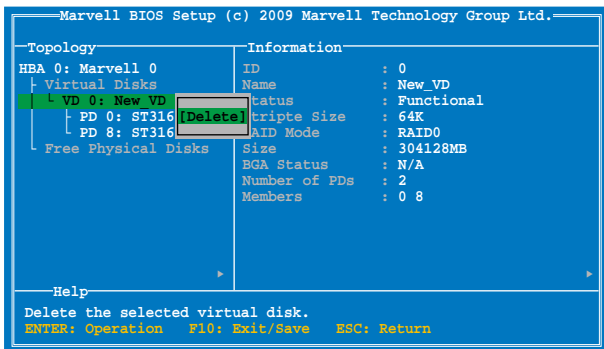 Marvell BIOS Setup (c) 2009 Marvell Technology Group Ltd.
Topology
HBA 0: Marvell 0
Virtual Disks
VD 0: New_VD
PD 0: ST316
PD 8: ST316
Free Physical Disks
[Delete]
Information
ID : 0
Name : New_VD
tatus : Functional
tripte Size : 64K
AID Mode : RAID0
Size : 304128MB
BGA Status : N/A
Number of PDs : 2
Members : 0 8
Help
Delete the selected virtual disk.
ENTER: Operation F10: Exit/Save ESC: Return